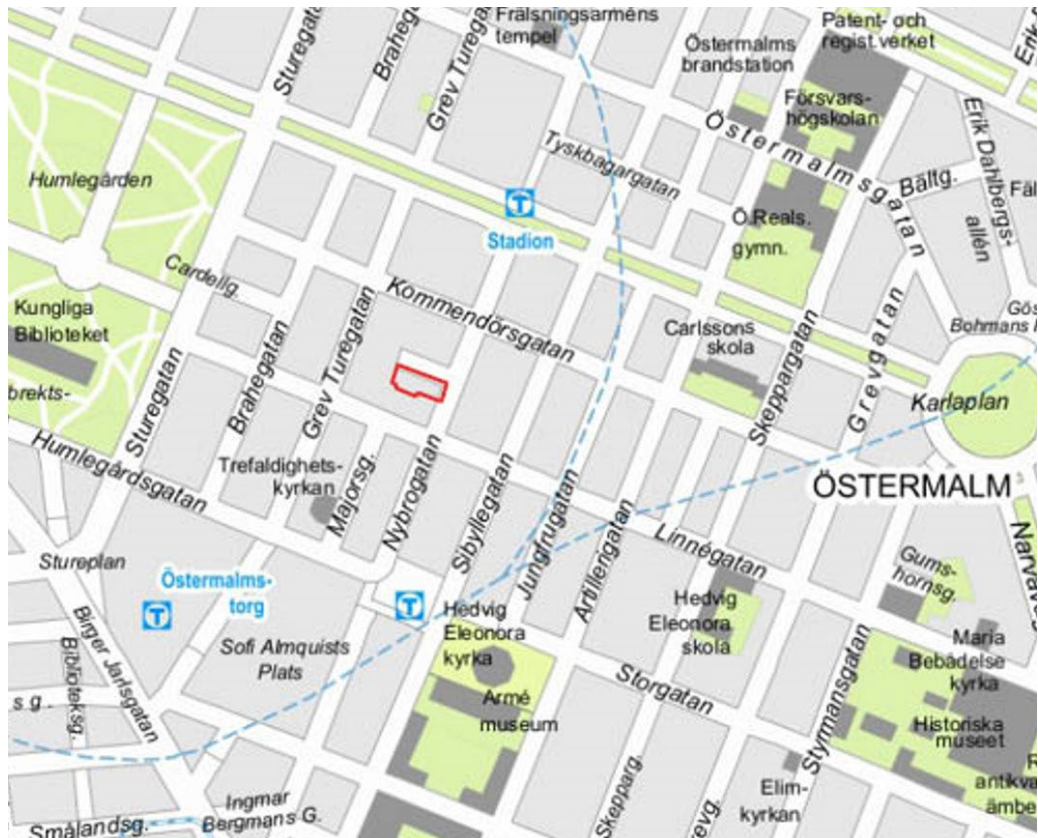 Frälsningsarméns
tempel
Patent- och
regist.verket
Östermalms
brandstation
Sturegatan
Brahegatan
Grev Turegatan
Försvars-
högskolan
Östermalmsgatan
Erik Dahlbergs-
allén
Tyskbagargatan
Bältg.
Humlegården
T
Stadion
Ö.Reals.
gymn.
Cardellg.
Kungliga
Biblioteket
Kommendörsgatan
Carlssons
skola
Bohmans
Grevgatan
Skeppargatan
Karlaplan
brekts-
Sturegatan
Brahegatan
Grev Turegatan
Humlegårdsgatan
Trefaldighets-
kyrkan
Majorsg.
Nybrogatan
Sibyllegatan
Jungfrugatan
Artillerigatan
Linnégatan
ÖSTERMALM
Stureplan
Östermalms-
torg
T
T
Gums-
hornsg.
Hedvig
Eleonora
kyrka
Hedvig
Eleonora
skola
Maria
Bebådelse
kyrka
Sofi Almquists
Plats
Birger Jarlsgatan
Biblioteksg.
Storgatan
Styrmansgatan
Armé
museum
Historiska
museet
sg.
antikva
ämbe
Skepparg.
Elim-
kyrkan
Ingmar
Bergmans G.
Smålandsg.